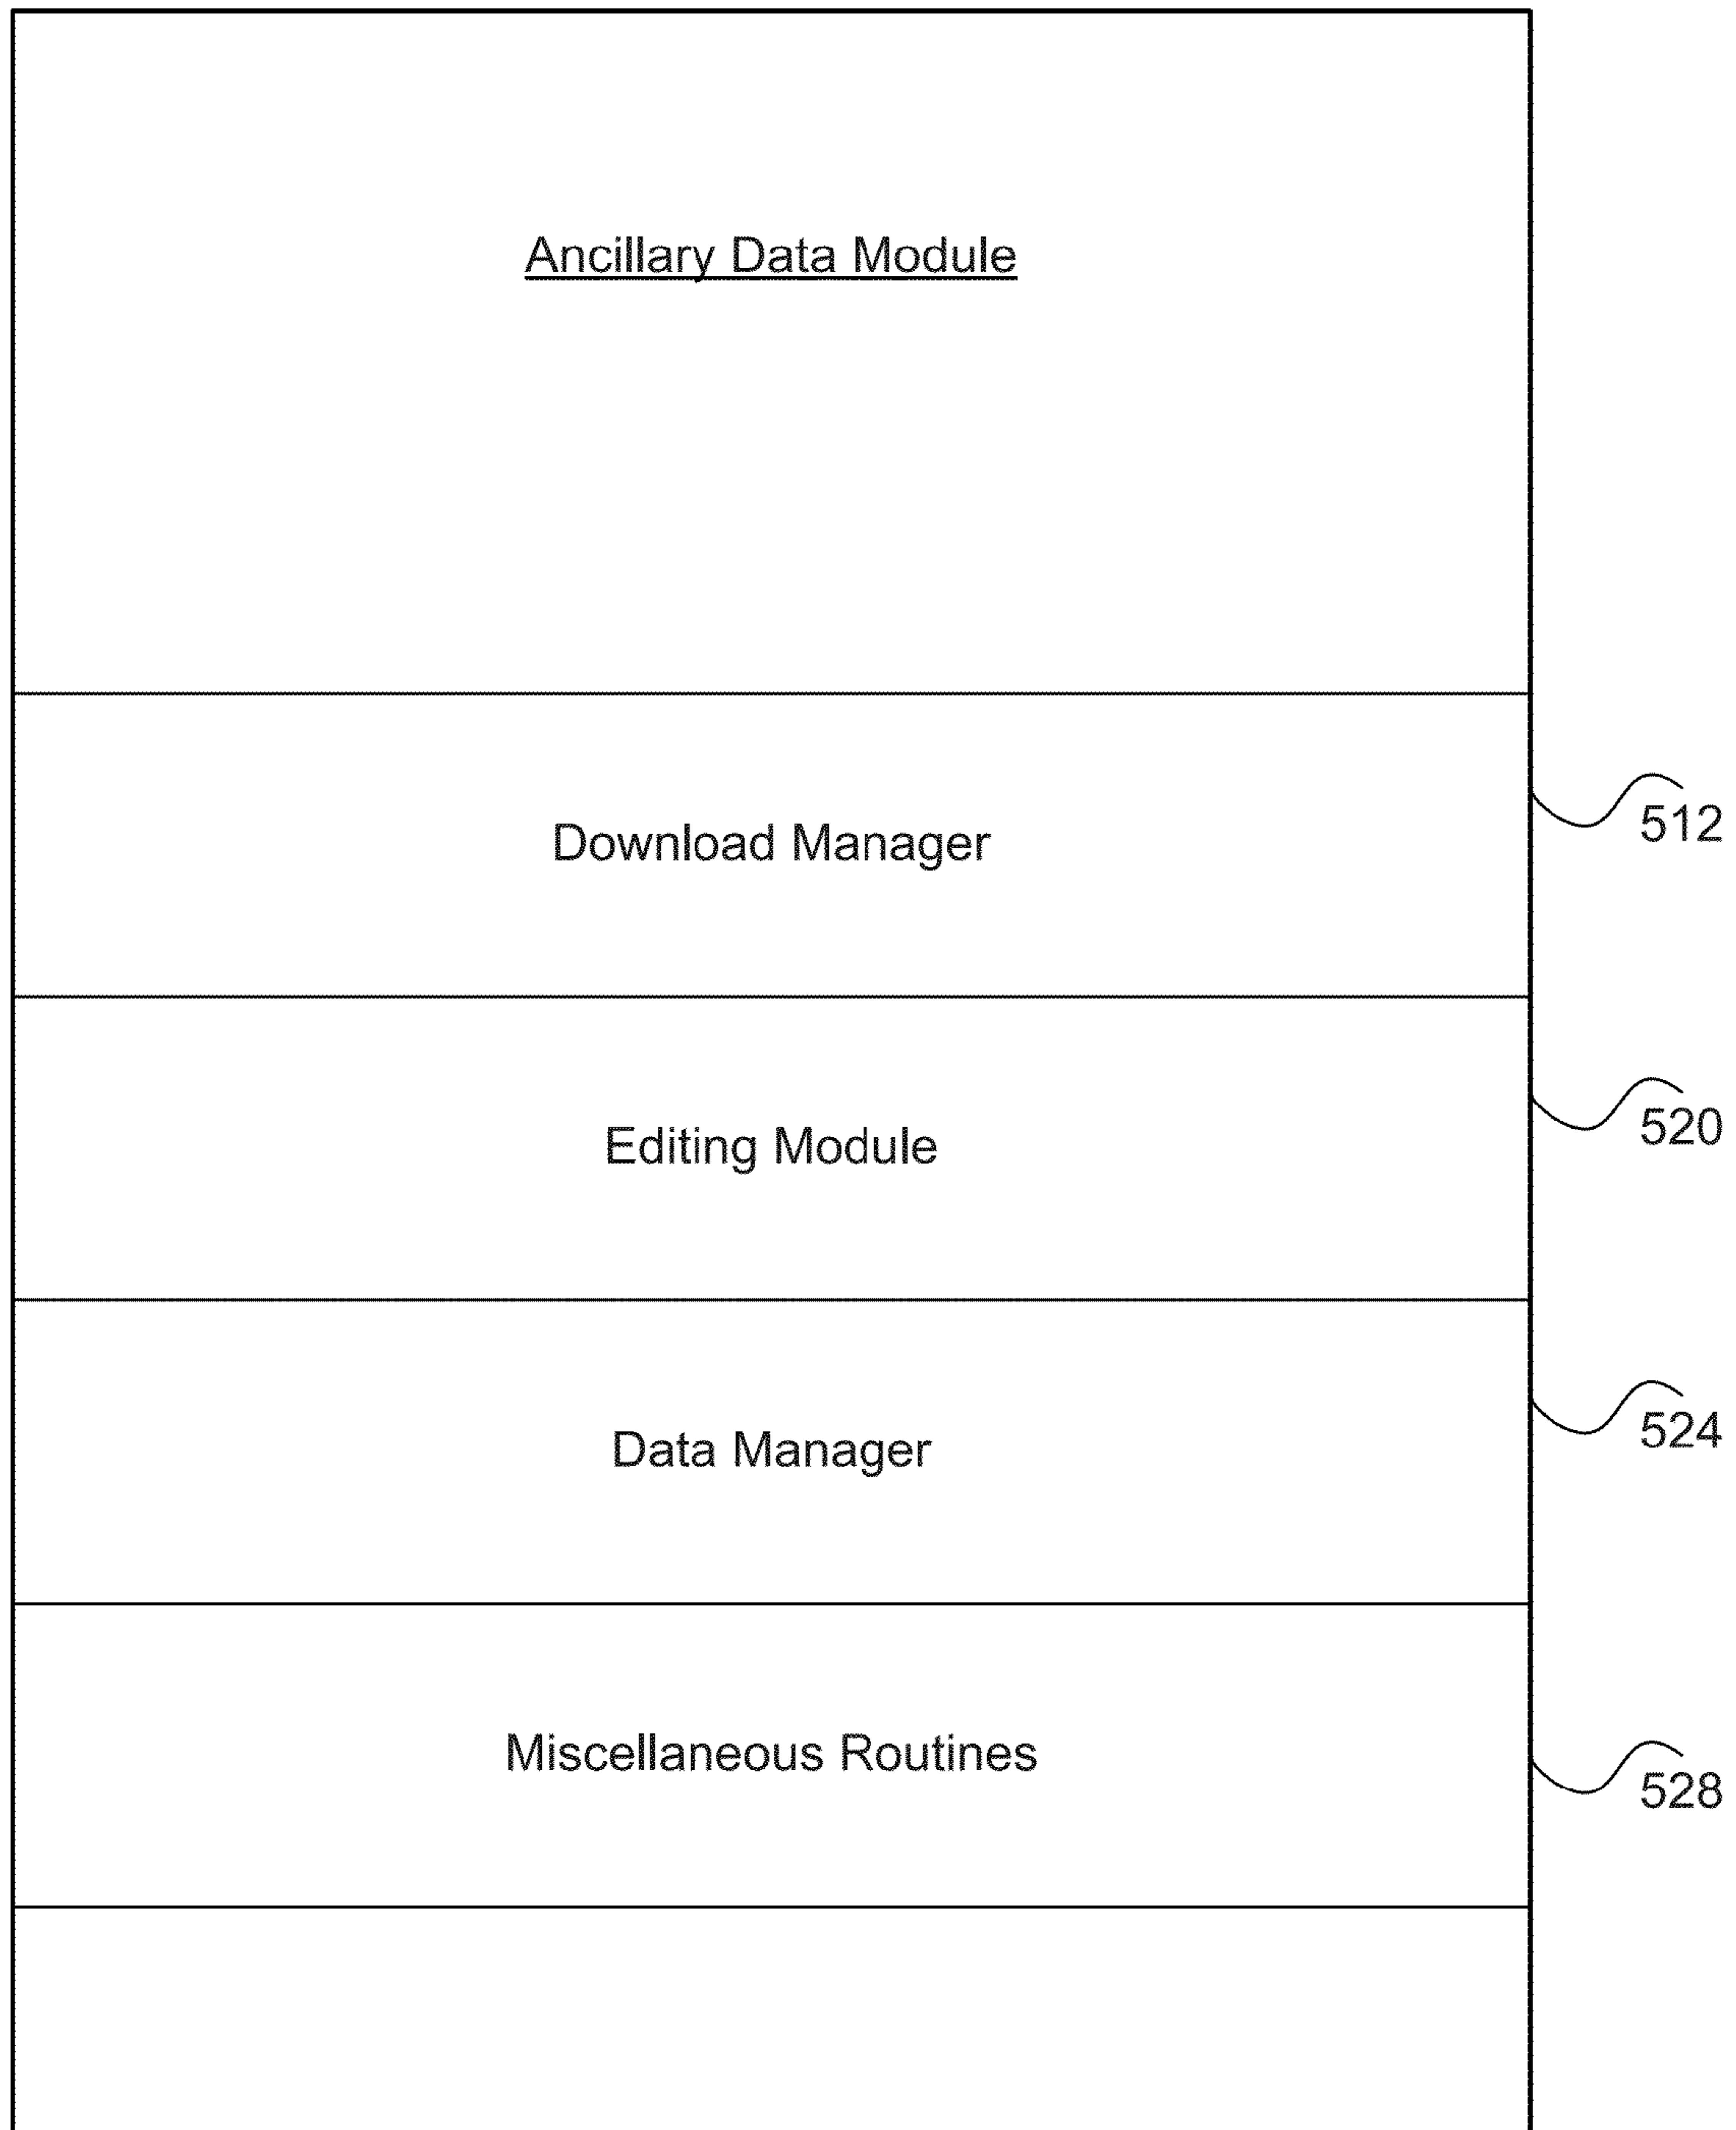 Ancillary Data Module
Download Manager
512
Editing Module
520
Data Manager
524
Miscellaneous Routines
528